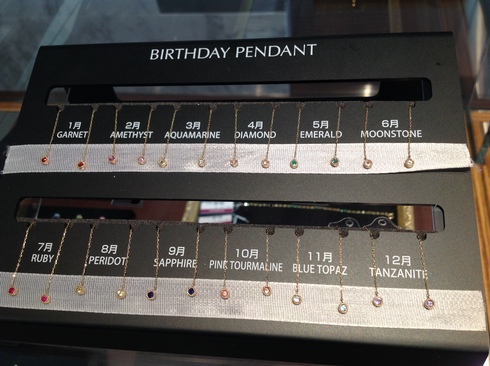 BIRTHDAY PENDANT
1月 2月 3月 4月 5月 6月
GARNET AMETHYST AQUAMARINE DIAMOND EMERALD MOONSTONE
7月 8月 9月 10月 11月 12月
RUBY PERIDOT SAPPHIRE PINK TOURMALINE BLUE TOPAZ TANZANITE